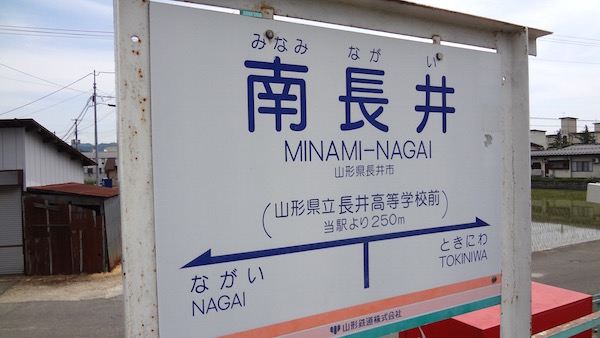 みなみ ながい
南長井
MINAMI-NAGAI
山形県長井市
(山形県立長井高等学校前
当駅より250m)
ながい ときにわ
NAGAI TOKINIWA
山形鉄道株式会社